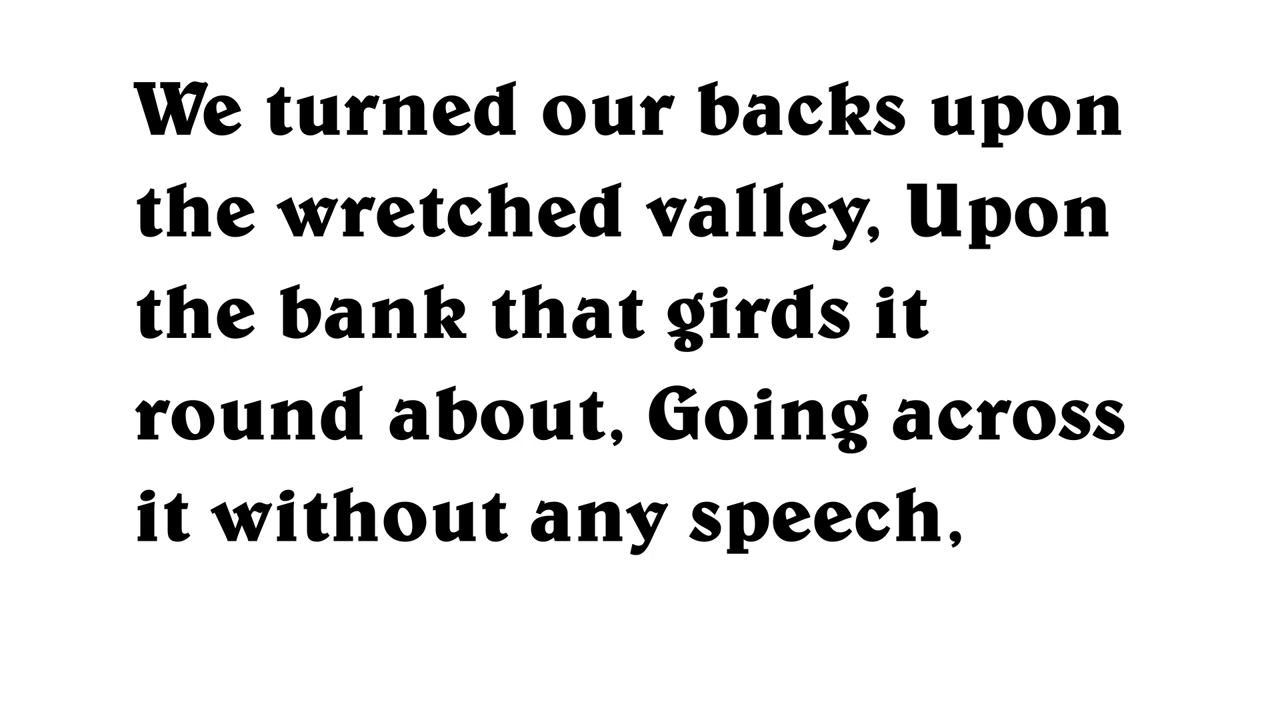 We turned our backs upon
the wretched valley, Upon
the bank that girds it
round about, Going across
it without any speech,